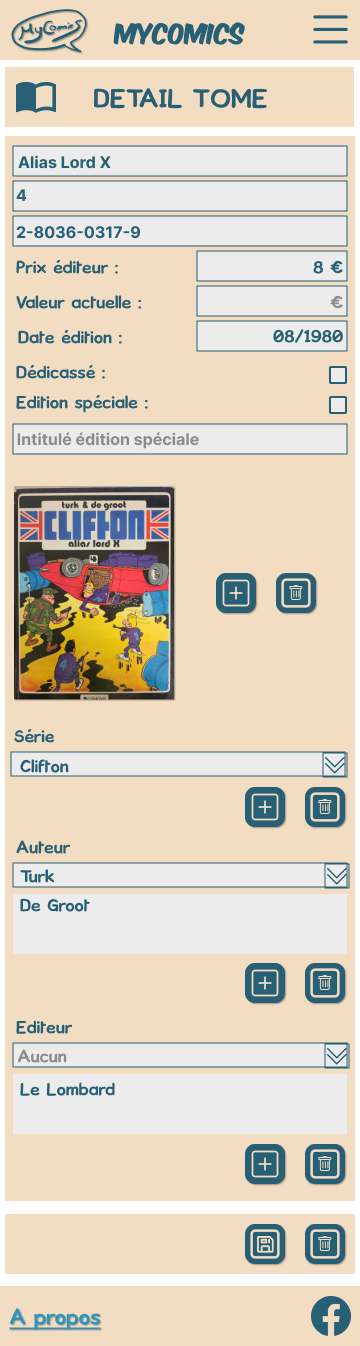 MyComics
MYCOMICS
DETAIL TOME
Alias Lord X
4
2-8036-0317-9
Prix éditeur :
8 €
Valeur actuelle :
€
Date édition :
08/1980
Dédicassé :
Edition spéciale :
Intitulé édition spéciale
turk & de groot
CLIFTON
alias lord X
Série
Clifton
Auteur
Turk
De Groot
Editeur
Aucun
Le Lombard
A propos